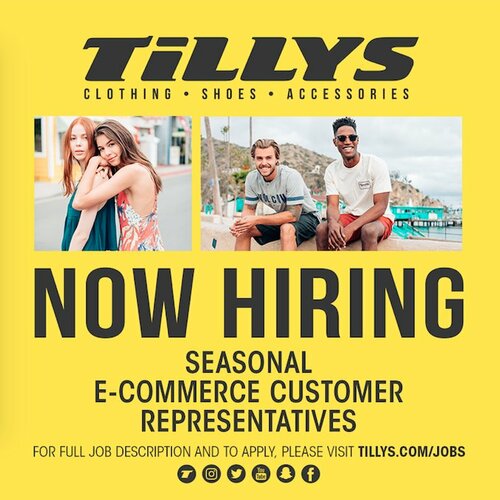 TiLLYS
CLOTHING • SHOES • ACCESSORIES
NOW HIRING
SEASONAL
E-COMMERCE CUSTOMER
REPRESENTATIVES
FOR FULL JOB DESCRIPTION AND TO APPLY, PLEASE VISIT TILLYS.COM/JOBS